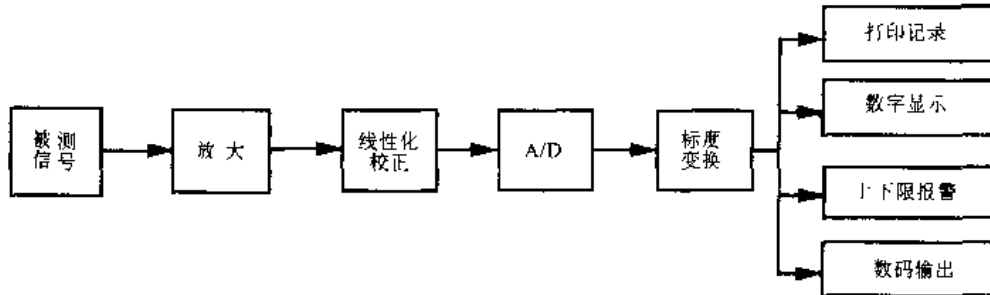 被测
信号
放大
线性化
校正
A/D
标度
变换
打印记录
数字显示
上下限报警
数码输出